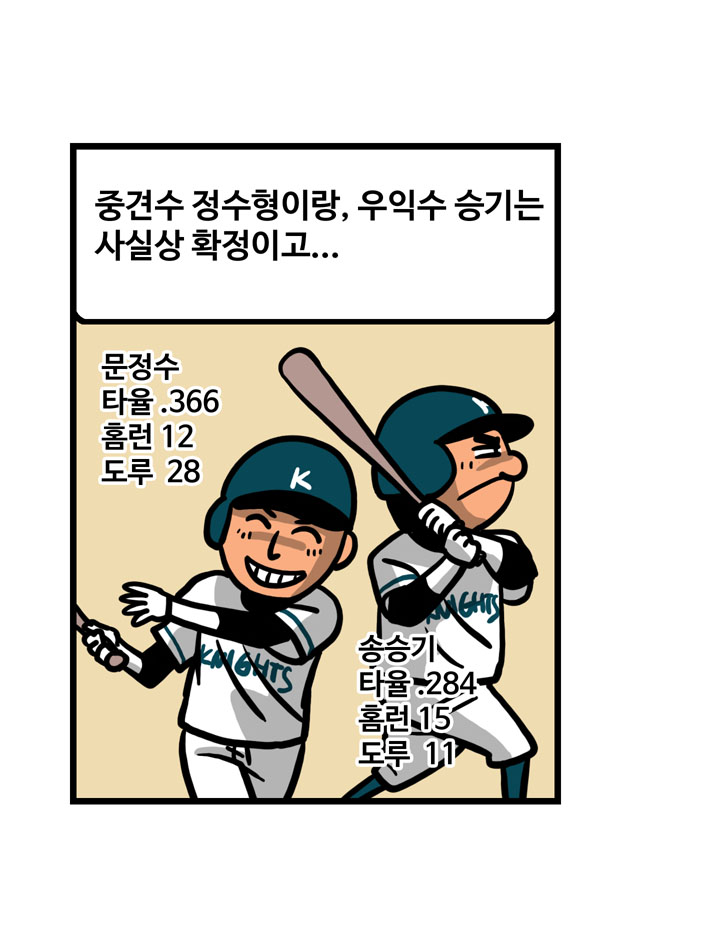 중견수 정수형이랑, 우익수 승기는
사실상 확정이고...
문정수
타율 .366
홈런 12
도루 28
K
KNIGHTS
KNIGHTS
송승기
타율 .284
홈런 15
도루 11